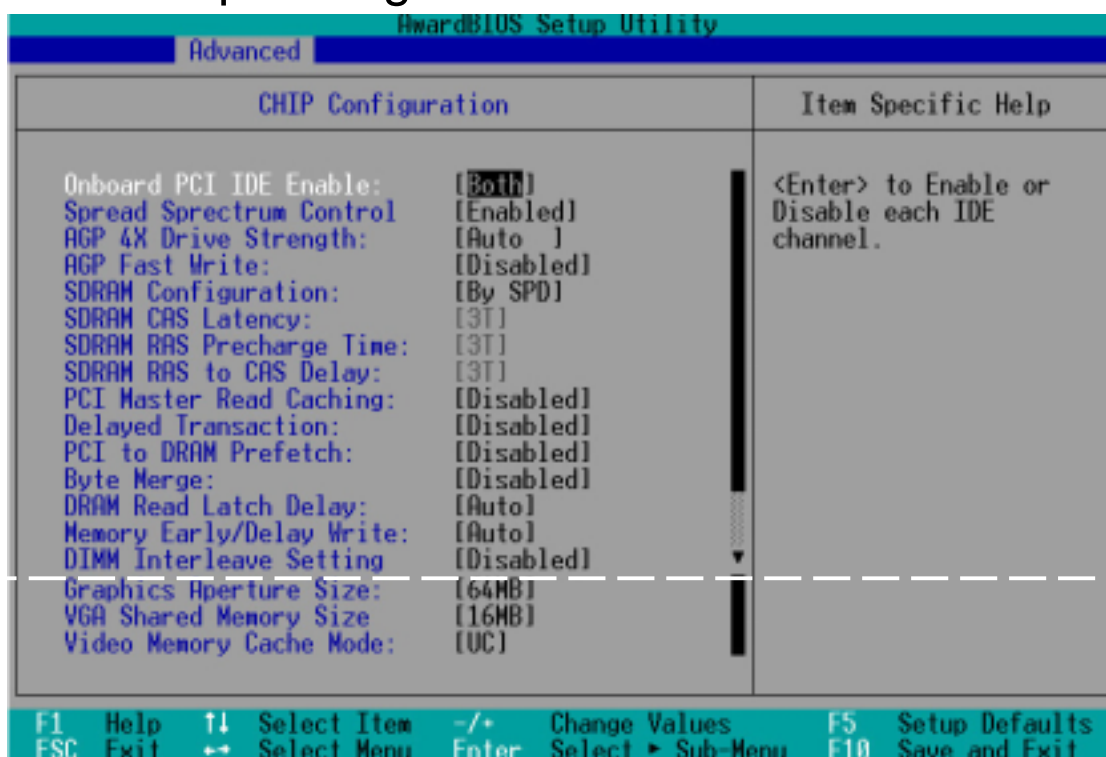 AwardBIOS Setup Utility
Advanced
CHIP Configuration
Item Specific Help
Onboard PCI IDE Enable: [Both]
Spread Sprectrum Control [Enabled]
AGP 4X Drive Strength: [Auto ]
AGP Fast Write: [Disabled]
SDRAM Configuration: [By SPD]
SDRAM CAS Latency: [3T]
SDRAM RAS Precharge Time: [3T]
SDRAM RAS to CAS Delay: [3T]
PCI Master Read Caching: [Disabled]
Delayed Transaction: [Disabled]
PCI to DRAM Prefetch: [Disabled]
Byte Merge: [Disabled]
DRAM Read Latch Delay: [Auto]
Memory Early/Delay Write: [Auto]
DIMM Interleave Setting [Disabled]
Graphics Aperture Size: [64MB]
VGA Shared Memory Size [16MB]
Video Memory Cache Mode: [UC]
<Enter> to Enable or
Disable each IDE
channel.
F1 Help ↑↓ Select Item -/+ Change Values F5 Setup Defaults
ESC Exit ←→ Select Menu Enter Select ► Sub-Menu F10 Save and Exit